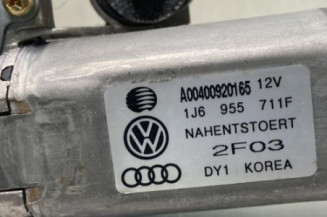 A00400920165 12V
1J6 955 711F
NAHENTSTOERT
2F03
DY1 KOREA